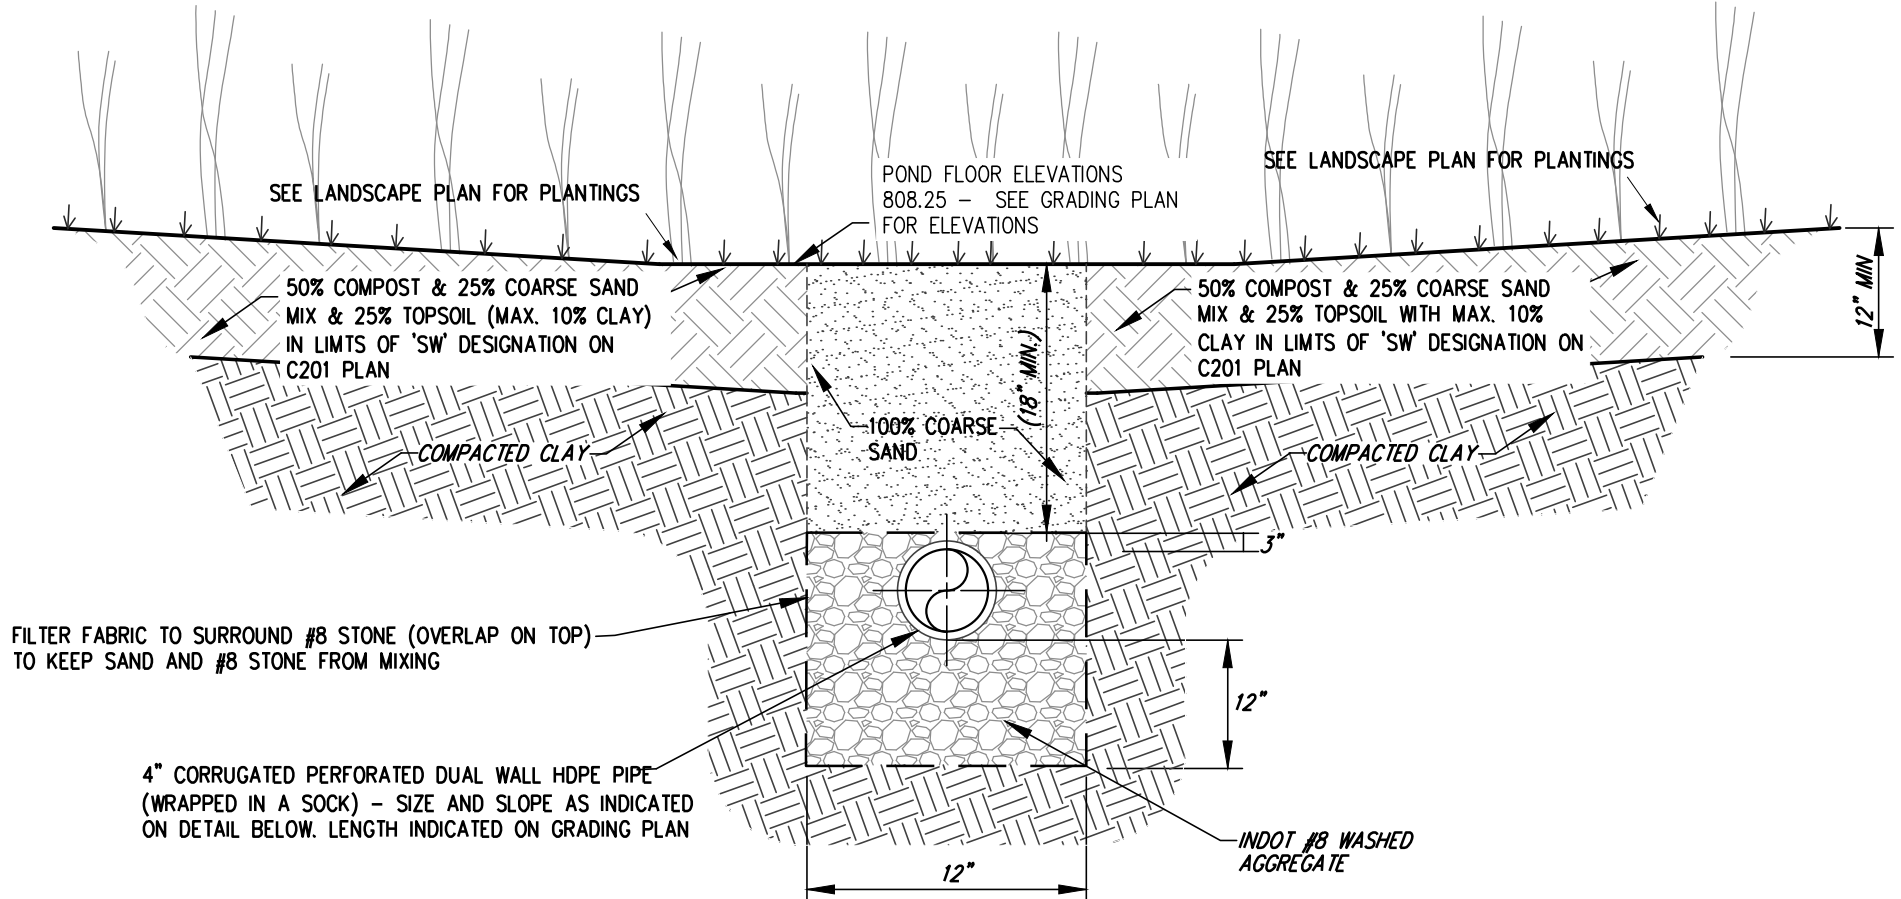 SEE LANDSCAPE PLAN FOR PLANTINGS
POND FLOOR ELEVATIONS
808.25 - SEE GRADING PLAN
FOR ELEVATIONS
SEE LANDSCAPE PLAN FOR PLANTINGS
50% COMPOST & 25% COARSE SAND
MIX & 25% TOPSOIL (MAX. 10% CLAY)
IN LIMTS OF 'SW' DESIGNATION ON
C201 PLAN
(18" MIN.)
50% COMPOST & 25% COARSE SAND
MIX & 25% TOPSOIL WITH MAX. 10%
CLAY IN LIMTS OF 'SW' DESIGNATION ON
C201 PLAN
12" MIN
COMPACTED CLAY
100% COARSE
SAND
COMPACTED CLAY
3"
FILTER FABRIC TO SURROUND #8 STONE (OVERLAP ON TOP)
TO KEEP SAND AND #8 STONE FROM MIXING
12"
4" CORRUGATED PERFORATED DUAL WALL HDPE PIPE
(WRAPPED IN A SOCK) - SIZE AND SLOPE AS INDICATED
ON DETAIL BELOW. LENGTH INDICATED ON GRADING PLAN
INDOT #8 WASHED
AGGREGATE
12"